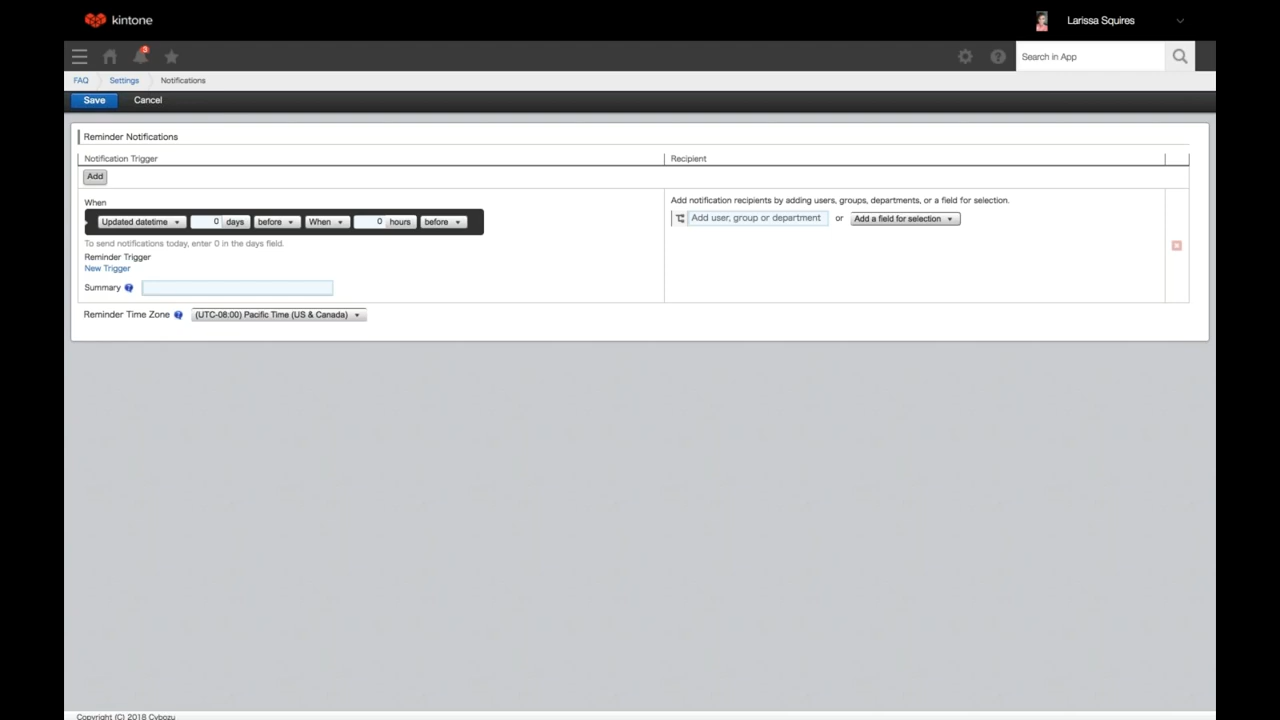 kintone
Larissa Squires
3
Search in App
FAQ Settings Notifications
Save Cancel
Reminder Notifications
Notification Trigger Recipient
Add
When
Updated datetime 0 days before When 0 hours before
To send notifications today, enter 0 in the days field.
Reminder Trigger
New Trigger
Summary
Add notification recipients by adding users, groups, departments, or a field for selection.
Add user, group or department or Add a field for selection
Reminder Time Zone (UTC-08:00) Pacific Time (US & Canada)
Copyright (C) 2018 Cybozu